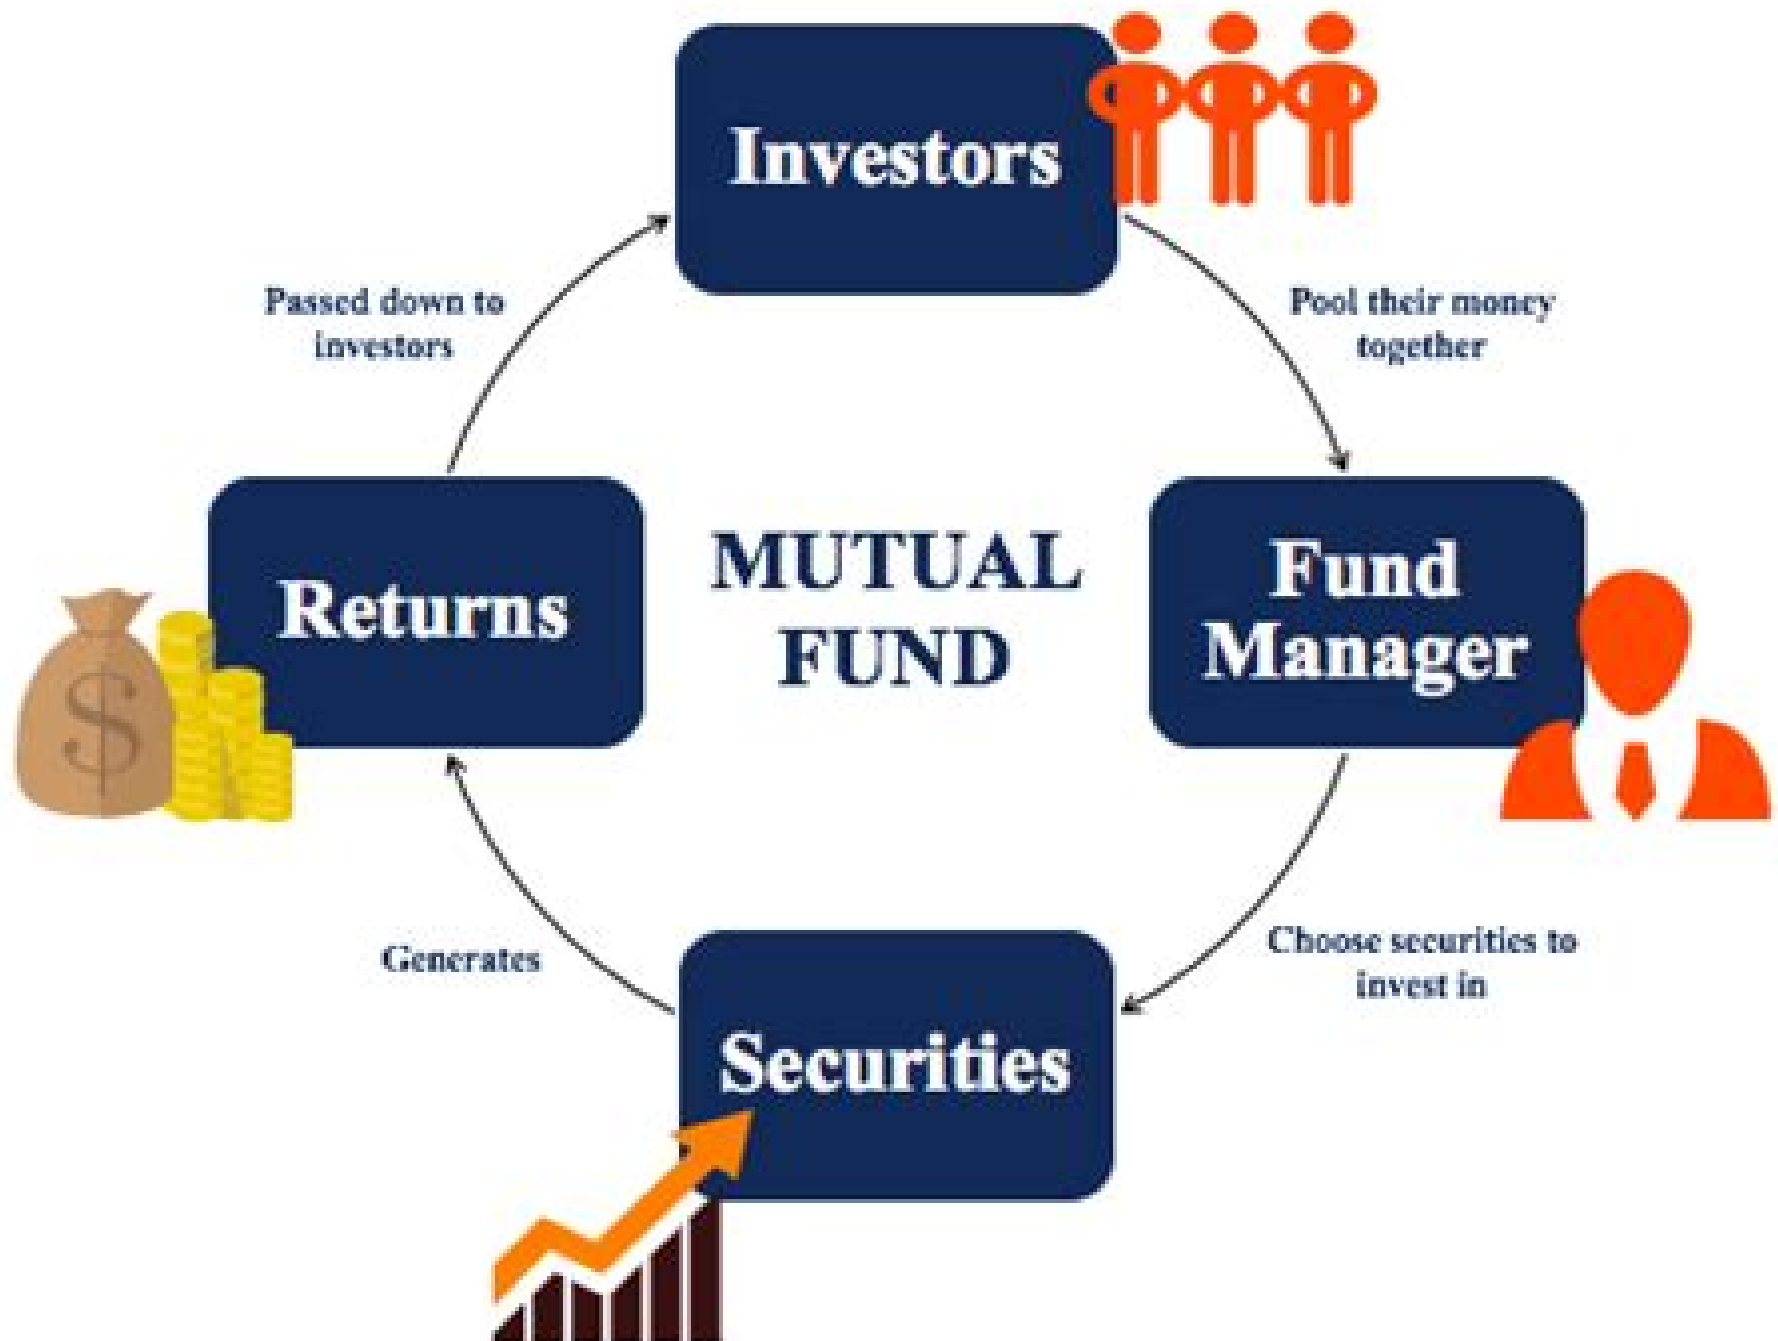 Investors
Passed down to
investors
Pool their money
together
Returns
MUTUAL
FUND
Fund
Manager
$
Generates
Choose securities to
invest in
Securities